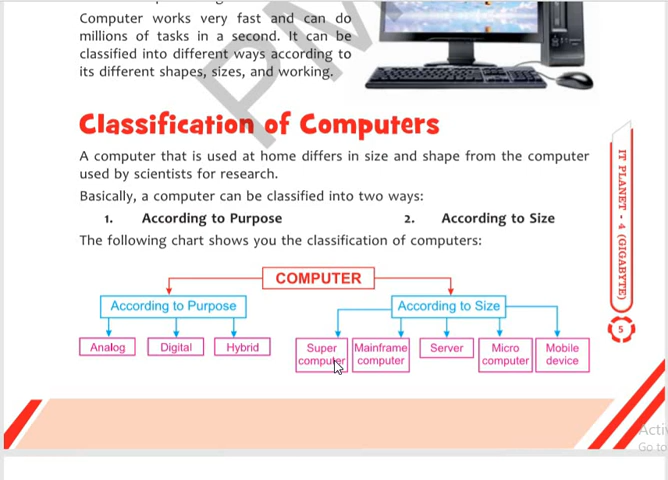 Computer works very fast and can do
millions of tasks in a second. It can be
classified into different ways according to
its different shapes, sizes, and working.
Classification of Computers
A computer that is used at home differs in size and shape from the computer
used by scientists for research.
Basically, a computer can be classified into two ways:
1. According to Purpose 2. According to Size
The following chart shows you the classification of computers:
COMPUTER
According to Purpose According to Size
Analog Digital Hybrid Super computer Mainframe computer Server Micro computer Mobile device
IT PLANET - 4 (GIGABYTE)
5
Go to